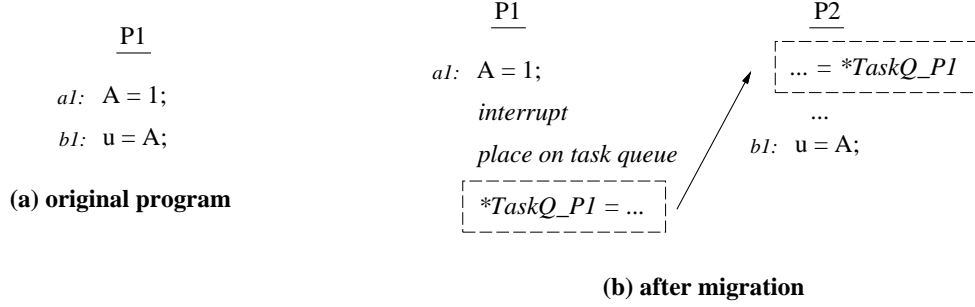 P1
a1: A = 1;
b1: u = A;
(a) original program
P1
a1: A = 1;
interrupt
place on task queue
*TaskQ_P1 = ...
P2
... = *TaskQ_P1
...
b1: u = A;
(b) after migration